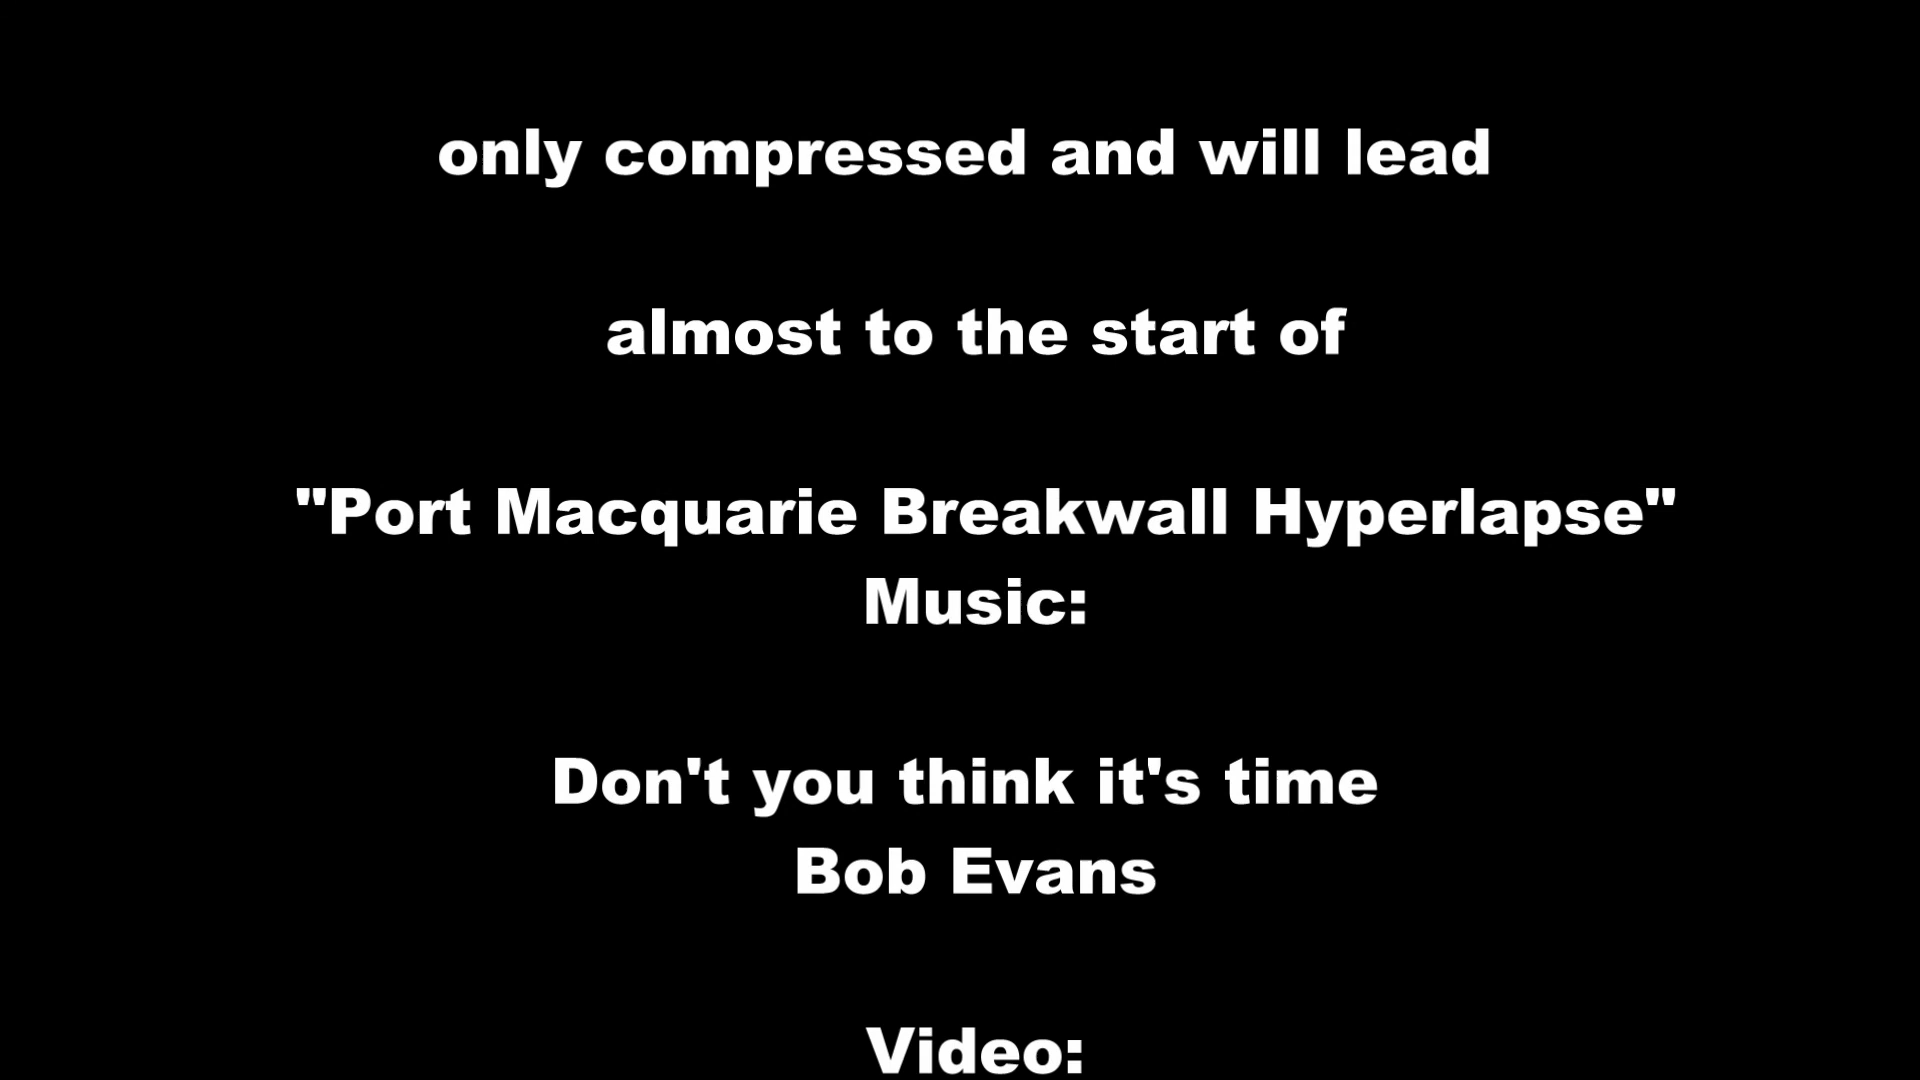 only compressed and will lead
almost to the start of
"Port Macquarie Breakwall Hyperlapse"
Music:
Don't you think it's time
Bob Evans
Video: